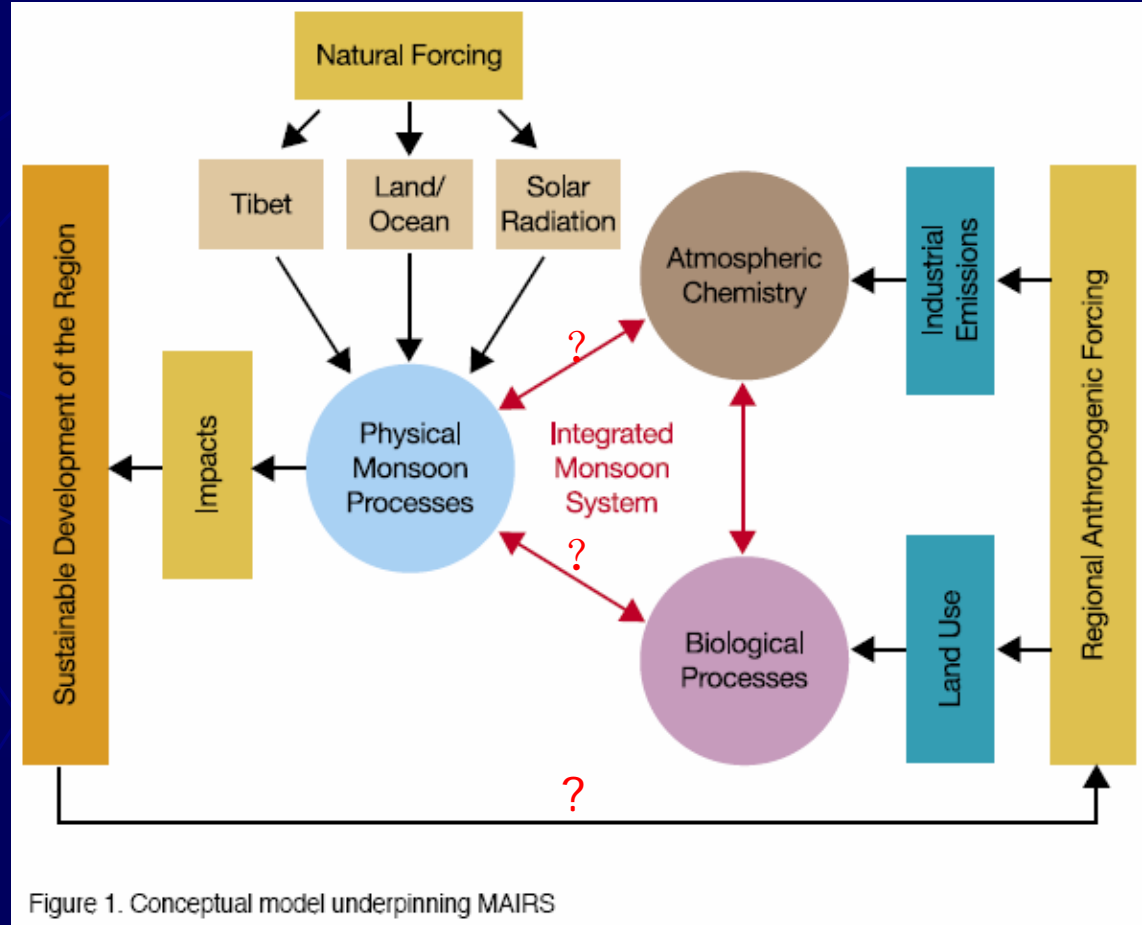 Natural Forcing
Tibet
Land/
Ocean
Solar
Radiation
Sustainable Development of the Region
Impacts
Physical
Monsoon
Processes
?
Integrated
Monsoon
System
?
Atmospheric
Chemistry
Biological
Processes
Industrial
Emissions
Land Use
Regional Anthropogenic Forcing
?
Figure 1. Conceptual model underpinning MAIRS